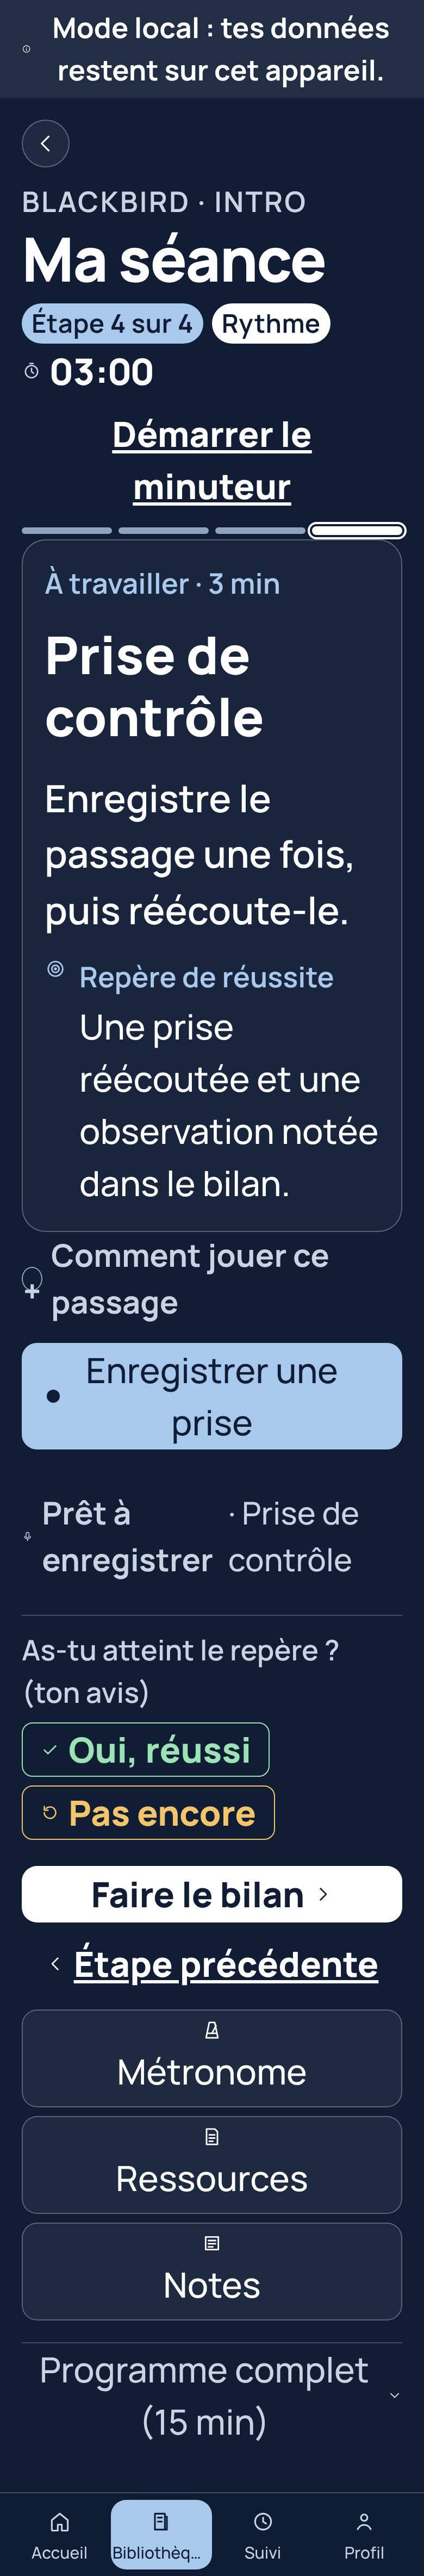 Mode local : tes données
restent sur cet appareil.
BLACKBIRD · INTRO
Ma séance
Étape 4 sur 4
Rythme
03:00
Démarrer le
minuteur
À travailler · 3 min
Prise de
contrôle
Enregistre le
passage une fois,
puis réécoute-le.
Repère de réussite
Une prise
réécoutée et une
observation notée
dans le bilan.
Comment jouer ce
passage
Enregistrer une
prise
Prêt à
enregistrer
· Prise de
contrôle
As-tu atteint le repère ?
(ton avis)
Oui, réussi
Pas encore
Faire le bilan
Étape précédente
Métronome
Ressources
Notes
Programme complet
(15 min)
Accueil
Bibliothèq...
Suivi
Profil